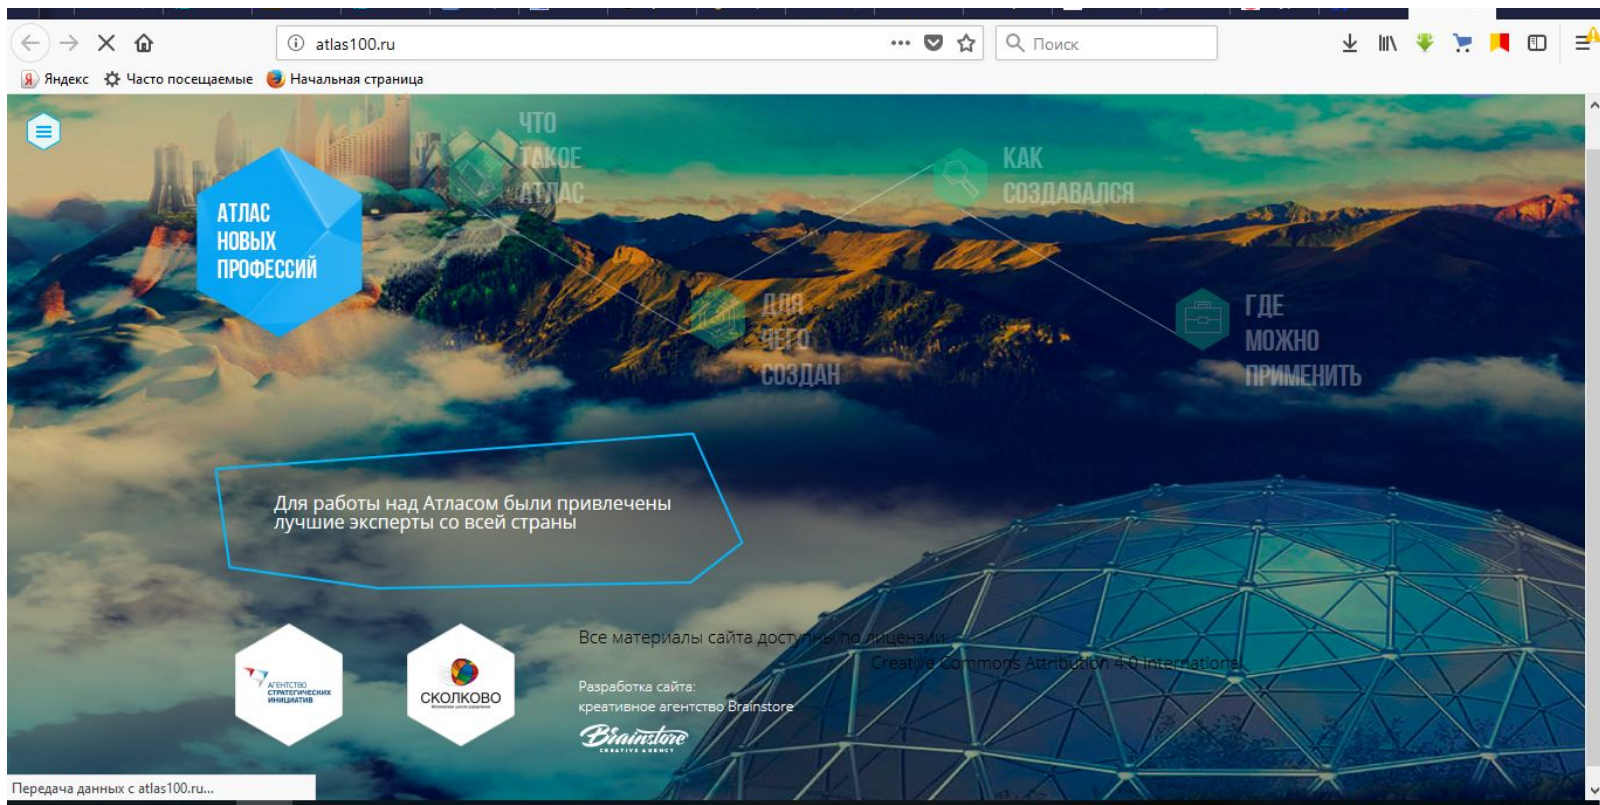 atlas100.ru
Поиск
Яндекс
Часто посещаемые
Начальная страница
АТЛАС
НОВЫХ
ПРОФЕССИЙ
ЧТО
ТАКОЕ
АТЛАС
КАК
СОЗДАВАЛСЯ
ДЛЯ
ЧЕГО
СОЗДАН
ГДЕ
МОЖНО
ПРИМЕНИТЬ
Для работы над Атласом были привлечены
лучшие эксперты со всей страны
АГЕНТСТВО
СТРАТЕГИЧЕСКИХ
ИНИЦИАТИВ
СКОЛКОВО
Московская школа управления
Все материалы сайта доступны по лицензии:
Creative Commons Attribution 4.0 International
Разработка сайта:
креативное агентство Brainstore
Brainstore
CREATIVE AGENCY
Передача данных с atlas100.ru...